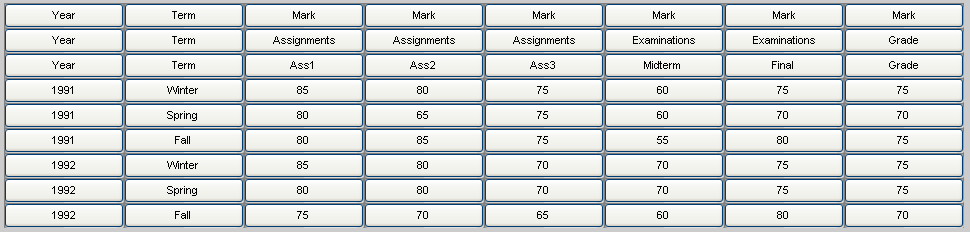 Year Term Mark Mark Mark Mark Mark Mark
Year Term Assignments Assignments Assignments Examinations Examinations Grade
Year Term Ass1 Ass2 Ass3 Midterm Final Grade
1991 Winter 85 80 75 60 75 75
1991 Spring 80 65 75 60 70 70
1991 Fall 80 85 75 55 80 75
1992 Winter 85 80 70 70 75 75
1992 Spring 80 80 70 70 75 75
1992 Fall 75 70 65 60 80 70